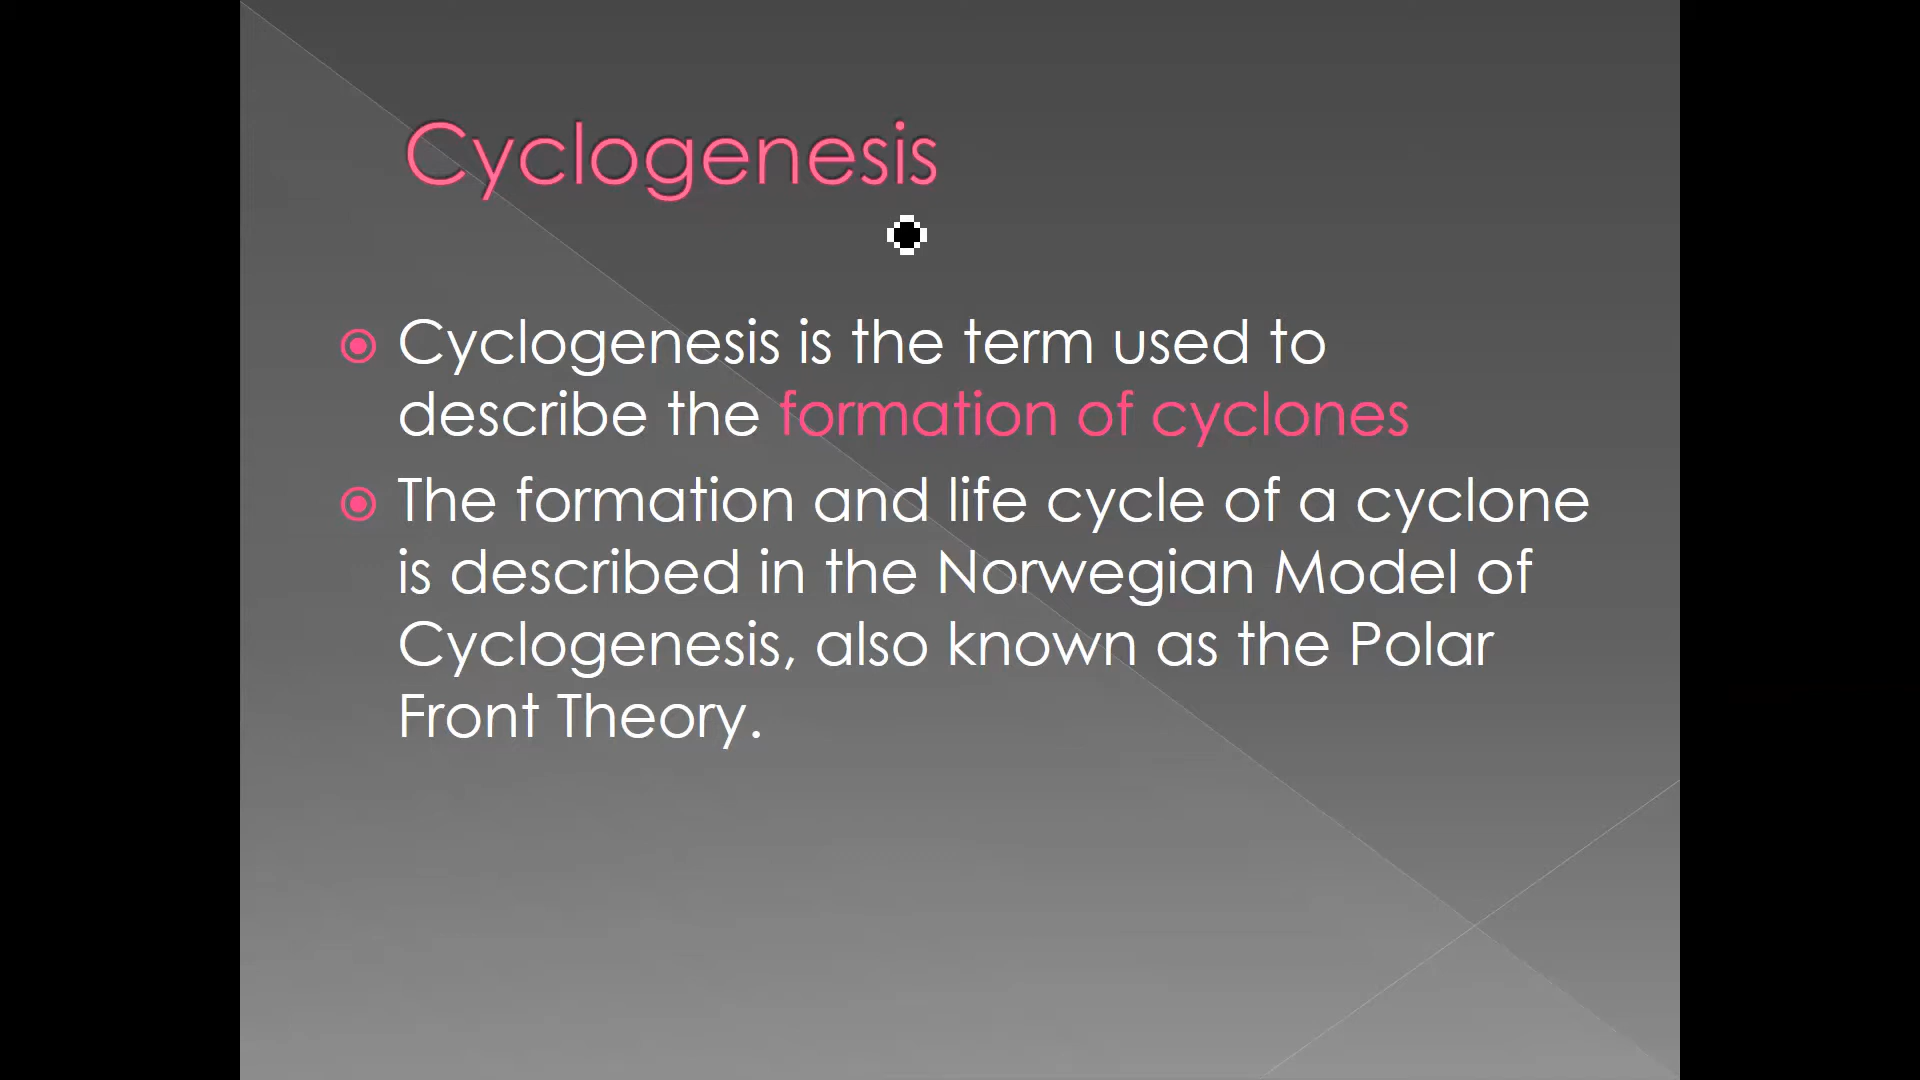 Cyclogenesis
Cyclogenesis is the term used to
describe the formation of cyclones
The formation and life cycle of a cyclone
is described in the Norwegian Model of
Cyclogenesis, also known as the Polar
Front Theory.